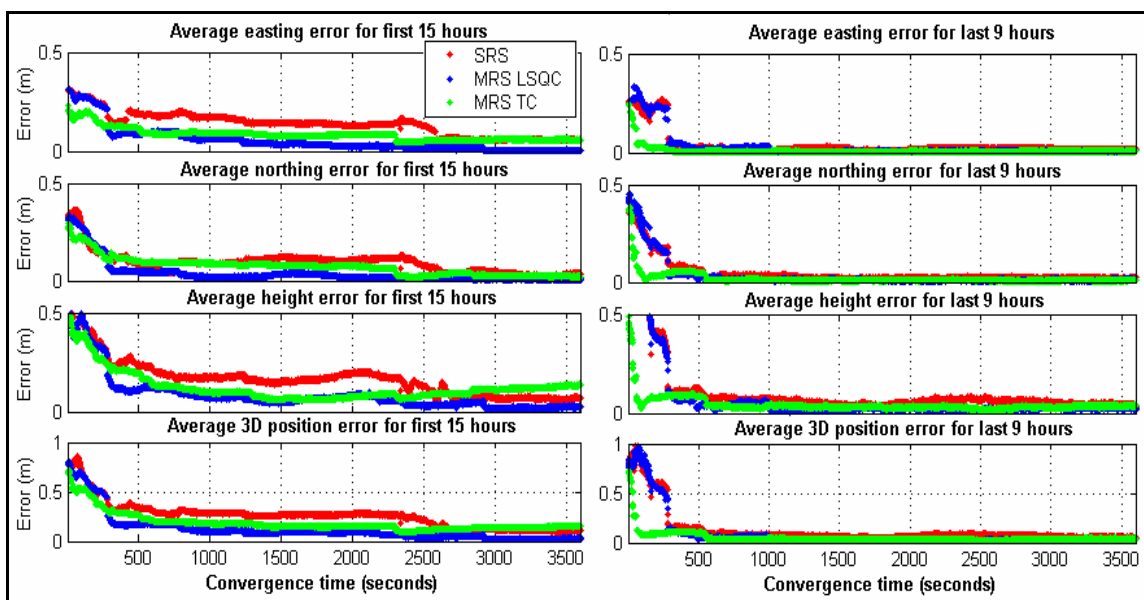 Average easting error for first 15 hours
0.5
0
Error (m)
SRS
MRS LSQC
MRS TC
Average northing error for first 15 hours
0.5
0
Error (m)
Average height error for first 15 hours
0.5
0
Error (m)
Average 3D position error for first 15 hours
1
0.5
0
Error (m)
500 1000 1500 2000 2500 3000 3500
Convergence time (seconds)
Average easting error for last 9 hours
0.5
0
Average northing error for last 9 hours
0.5
0
Average height error for last 9 hours
0.5
0
Average 3D position error for last 9 hours
1
0.5
0
500 1000 1500 2000 2500 3000 3500
Convergence time (seconds)